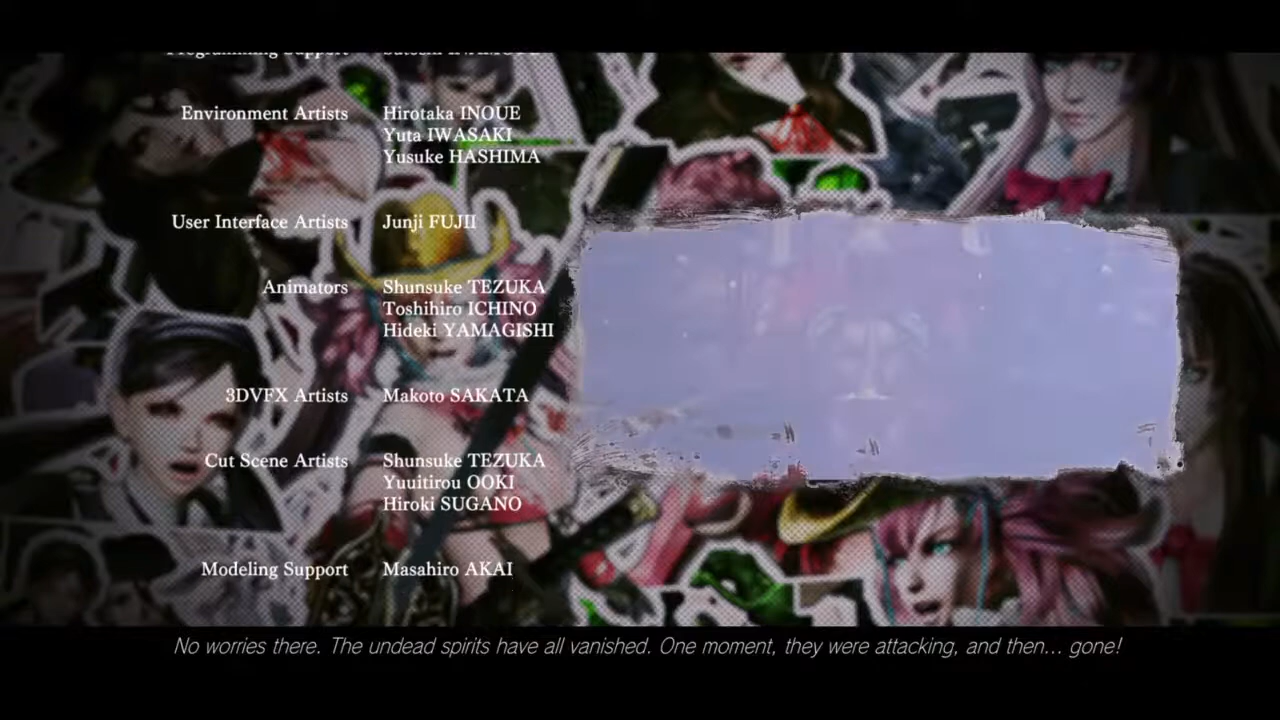 Programming Support
Environment Artists Hirotaka INOUE
Yuta IWASAKI
Yusuke HASHIMA
User Interface Artists Junji FUJII
Animators Shunsuke TEZUKA
Toshihiro ICHINO
Hideki YAMAGISHI
3DVFX Artists Makoto SAKATA
Cut Scene Artists Shunsuke TEZUKA
Yuuitirou OOKI
Hiroki SUGANO
Modeling Support Masahiro AKAI
No worries there. The undead spirits have all vanished. One moment, they were attacking, and then... gone!